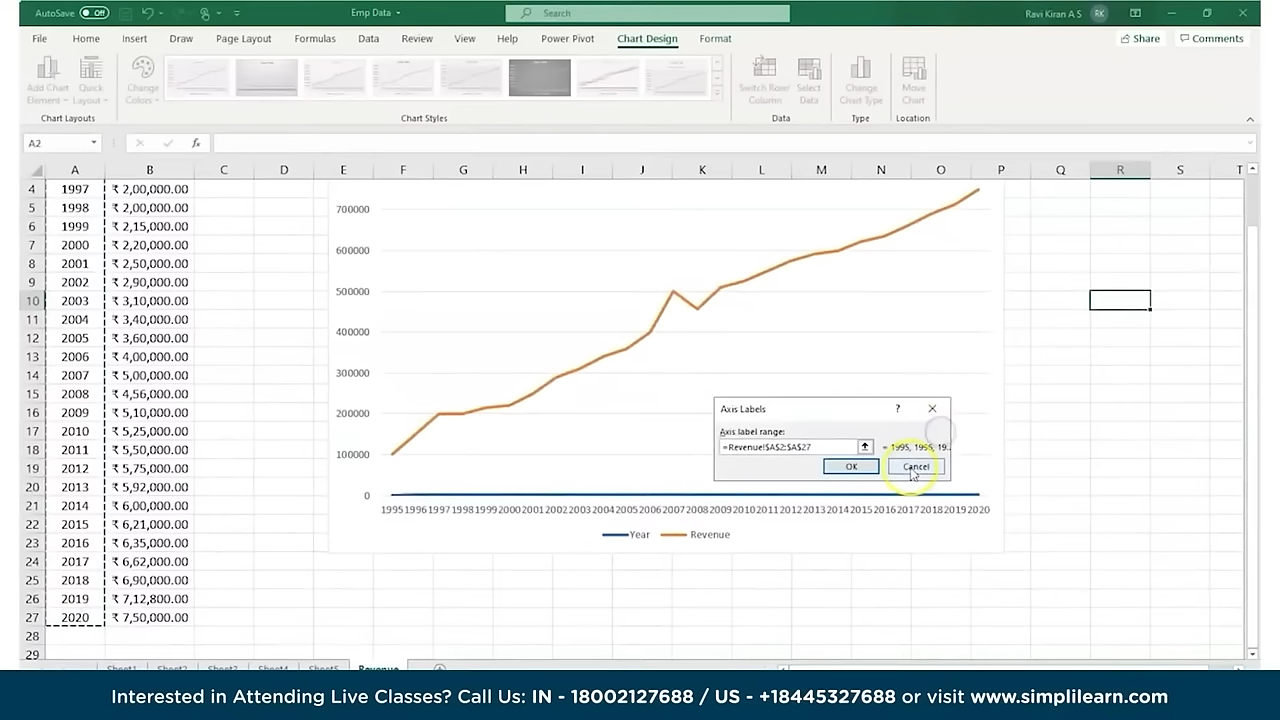 AutoSave Off
Emp Data
Search
Ravi Kiran A S RK
File Home Insert Draw Page Layout Formulas Data Review View Help Power Pivot Chart Design Format Share Comments
Add Chart Element
Quick Layout
Change Colors
Switch Row/ Column
Select Data
Change Chart Type
Move Chart
Chart Layouts Chart Styles Data Type Location
A2 fx
A B C D E F G H I J K L M N O P Q R S T
4 1997 ₹ 2,00,000.00
5 1998 ₹ 2,00,000.00
6 1999 ₹ 2,15,000.00
7 2000 ₹ 2,20,000.00
8 2001 ₹ 2,50,000.00
9 2002 ₹ 2,90,000.00
10 2003 ₹ 3,10,000.00
11 2004 ₹ 3,40,000.00
12 2005 ₹ 3,60,000.00
13 2006 ₹ 4,00,000.00
14 2007 ₹ 5,00,000.00
15 2008 ₹ 4,56,000.00
16 2009 ₹ 5,10,000.00
17 2010 ₹ 5,25,000.00
18 2011 ₹ 5,50,000.00
19 2012 ₹ 5,75,000.00
20 2013 ₹ 5,92,000.00
21 2014 ₹ 6,00,000.00
22 2015 ₹ 6,21,000.00
23 2016 ₹ 6,35,000.00
24 2017 ₹ 6,62,000.00
25 2018 ₹ 6,90,000.00
26 2019 ₹ 7,12,800.00
27 2020 ₹ 7,50,000.00
28
29
700000
600000
500000
400000
300000
200000
100000
0
1995 1996 1997 1998 1999 2000 2001 2002 2003 2004 2005 2006 2007 2008 2009 2010 2011 2012 2013 2014 2015 2016 2017 2018 2019 2020
Year Revenue
Axis Labels ?
Axis label range:
=Revenue!$A$2:$A$27 = 1995, 1996, 19...
OK Cancel
Sheet1 Sheet2 Sheet3 Sheet4 Sheet5 Revenue
Interested in Attending Live Classes? Call Us: IN - 18002127688 / US - +18445327688 or visit www.simplilearn.com